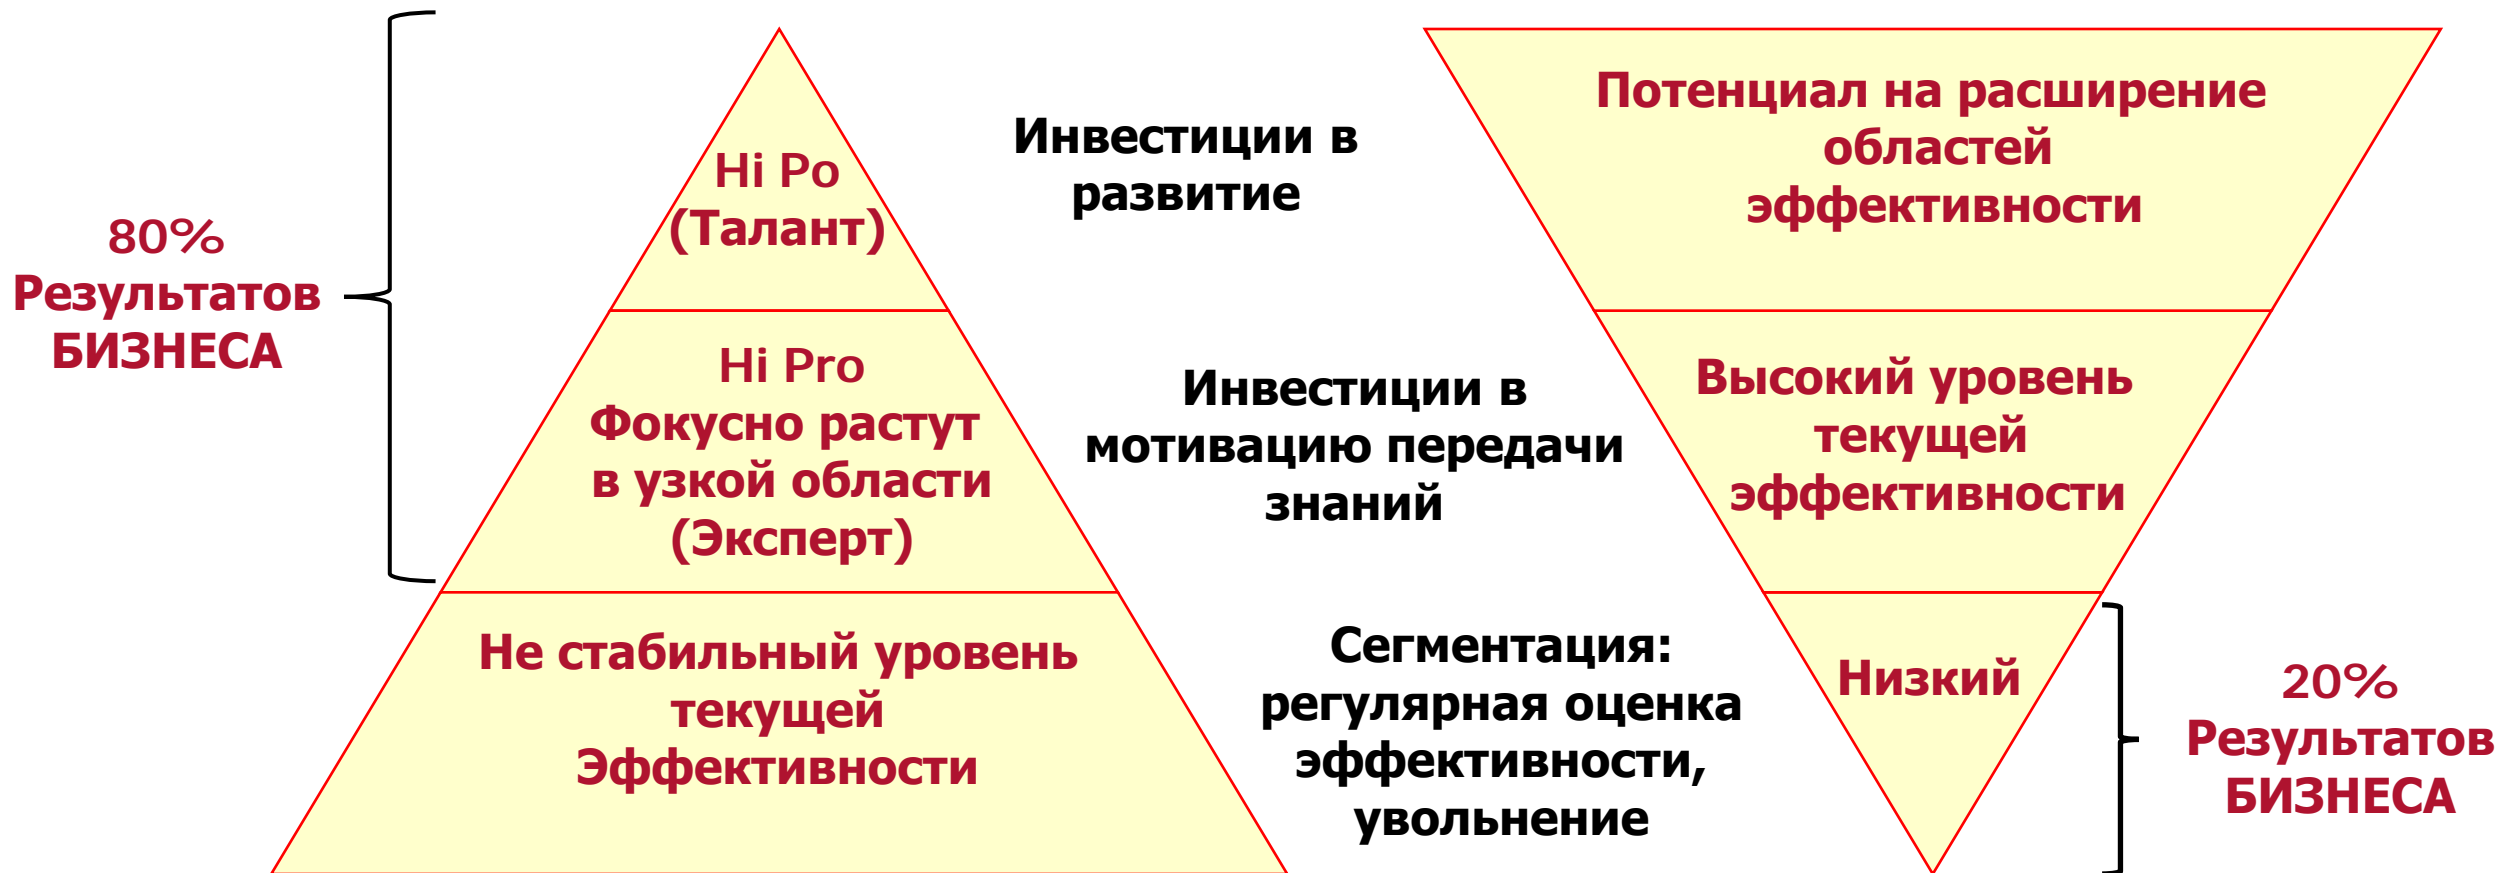 80%
Результатов
БИЗНЕСА
Hi Po
(Талант)
Hi Pro
Фокусно растут
в узкой области
(Эксперт)
Не стабильный уровень
текущей
Эффективности
Инвестиции в
развитие
Инвестиции в
мотивацию передачи
знаний
Сегментация:
регулярная оценка
эффективности,
увольнение
Потенциал на расширение
областей
эффективности
Высокий уровень
текущей
эффективности
Низкий
20%
Результатов
БИЗНЕСА